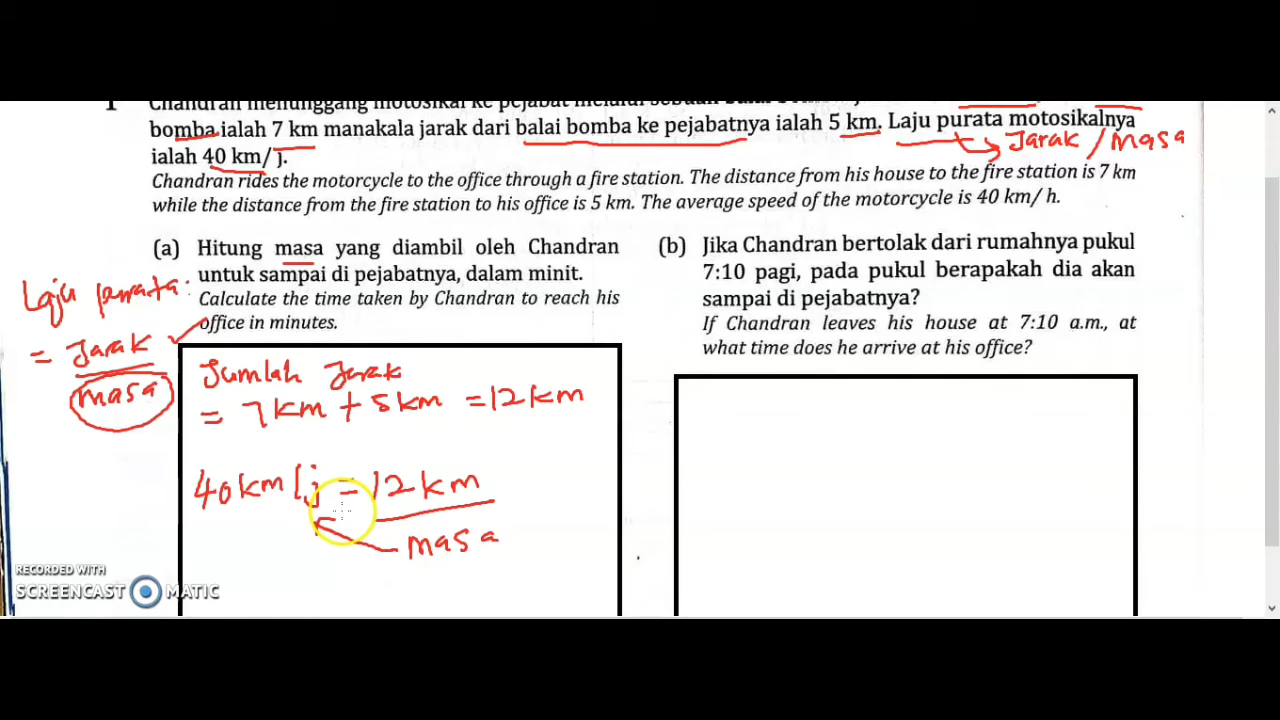 Chandran menunggang motosikal ke pejabat melalui sebuah
bomba ialah 7 km manakala jarak dari balai bomba ke pejabatnya ialah 5 km. Laju purata motosikalnya
Jarak / Masa
ialah 40 km/ j.
Chandran rides the motorcycle to the office through a fire station. The distance from his house to the fire station is 7 km
while the distance from the fire station to his office is 5 km. The average speed of the motorcycle is 40 km/ h.
(a) Hitung masa yang diambil oleh Chandran
untuk sampai di pejabatnya, dalam minit.
Calculate the time taken by Chandran to reach his
office in minutes.
(b) Jika Chandran bertolak dari rumahnya pukul
7:10 pagi, pada pukul berapakah dia akan
sampai di pejabatnya?
If Chandran leaves his house at 7:10 a.m., at
what time does he arrive at his office?
Laju purata:
= Jarak
masa
Jumlah Jarak
= 7 km + 5 km = 12 km
40 km/j = 12 km
masa
RECORDED WITH
SCREENCAST MATIC